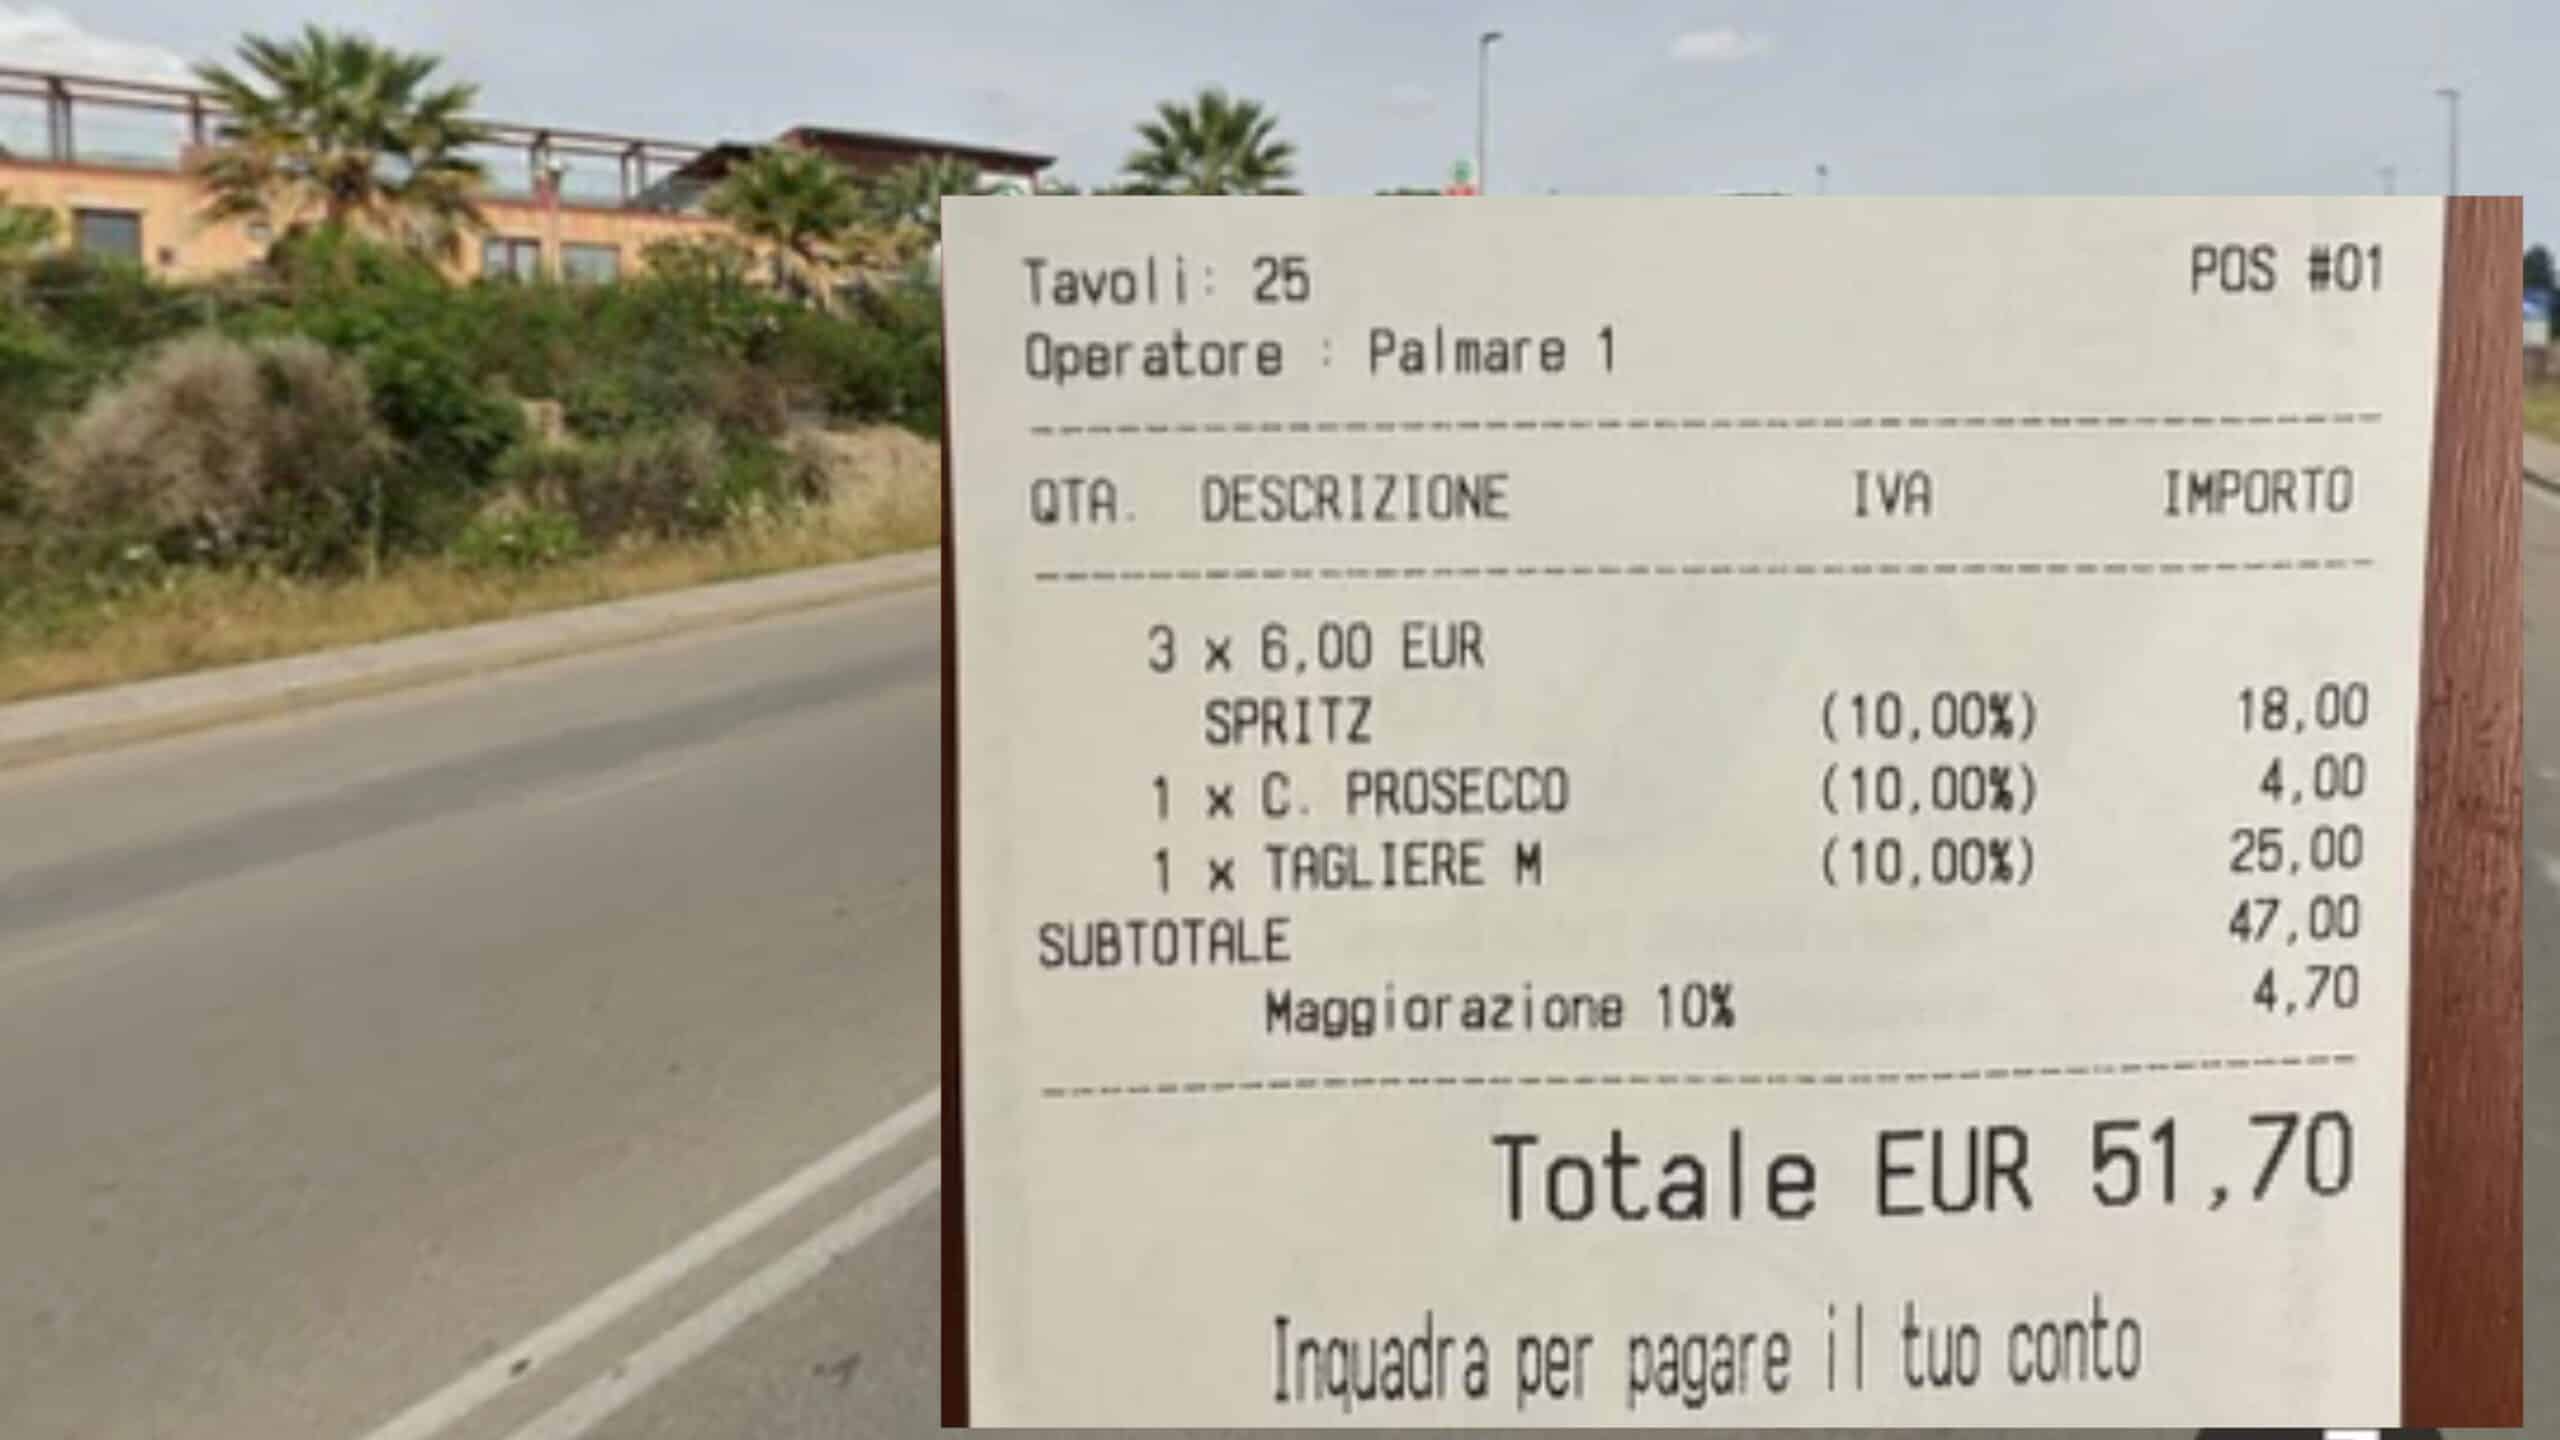 Tavoli: 25 POS #01
Operatore : Palmare 1
QTA. DESCRIZIONE IVA IMPORTO
3 x 6,00 EUR
SPRITZ (10,00%) 18,00
1 x C. PROSECCO (10,00%) 4,00
1 x TAGLIERE M (10,00%) 25,00
SUBTOTALE 47,00
Maggiorazione 10% 4,70
Totale EUR 51,70
Inquadra per pagare il tuo conto